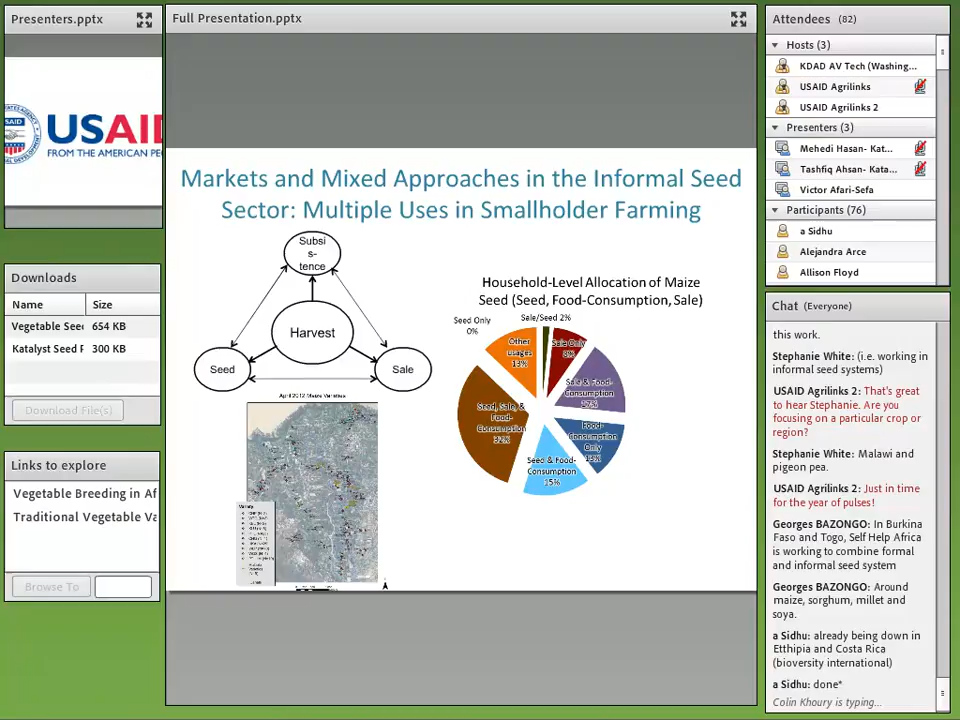 Presenters.pptx
USAID
FROM THE AMERICAN PE
Downloads
Name Size
Vegetable See 654 KB
Katalyst Seed F 300 KB
Download File(s)
Links to explore
Vegetable Breeding in Af
Traditional Vegetable Va
Browse To
Full Presentation.pptx
Markets and Mixed Approaches in the Informal Seed
Sector: Multiple Uses in Smallholder Farming
Subsi
s-
tence
Harvest
Seed
Sale
April 2012 Maize Varieties
Household-Level Allocation of Maize
Seed (Seed, Food-Consumption, Sale)
Seed Only
0%
Sale/Seed 2%
Sale Only
8%
Sale & Food-
Consumption
17%
Food-
Consumption
Only
13%
Seed & Food-
Consumption
15%
Seed, Sale, &
Food-
Consumption
32%
Other
usages
13%
Attendees (82)
Hosts (3)
KDAD AV Tech (Washing...
USAID Agrilinks
USAID Agrilinks 2
Presenters (3)
Mehedi Hasan- Kat...
Tashfiq Ahsan- Kata...
Victor Afari-Sefa
Participants (76)
a Sidhu
Alejandra Arce
Allison Floyd
Chat (Everyone)
this work.
Stephanie White: (i.e. working in
informal seed systems)
USAID Agrilinks 2: That's great
to hear Stephanie. Are you
focusing on a particular crop or
region?
Stephanie White: Malawi and
pigeon pea.
USAID Agrilinks 2: Just in time
for the year of pulses!
Georges BAZONGO: In Burkina
Faso and Togo, Self Help Africa
is working to combine formal
and informal seed system
Georges BAZONGO: Around
maize, sorghum, millet and
soya.
a Sidhu: already being down in
Etthipia and Costa Rica
(bioversity international)
a Sidhu: done*
Colin Khoury is typing...